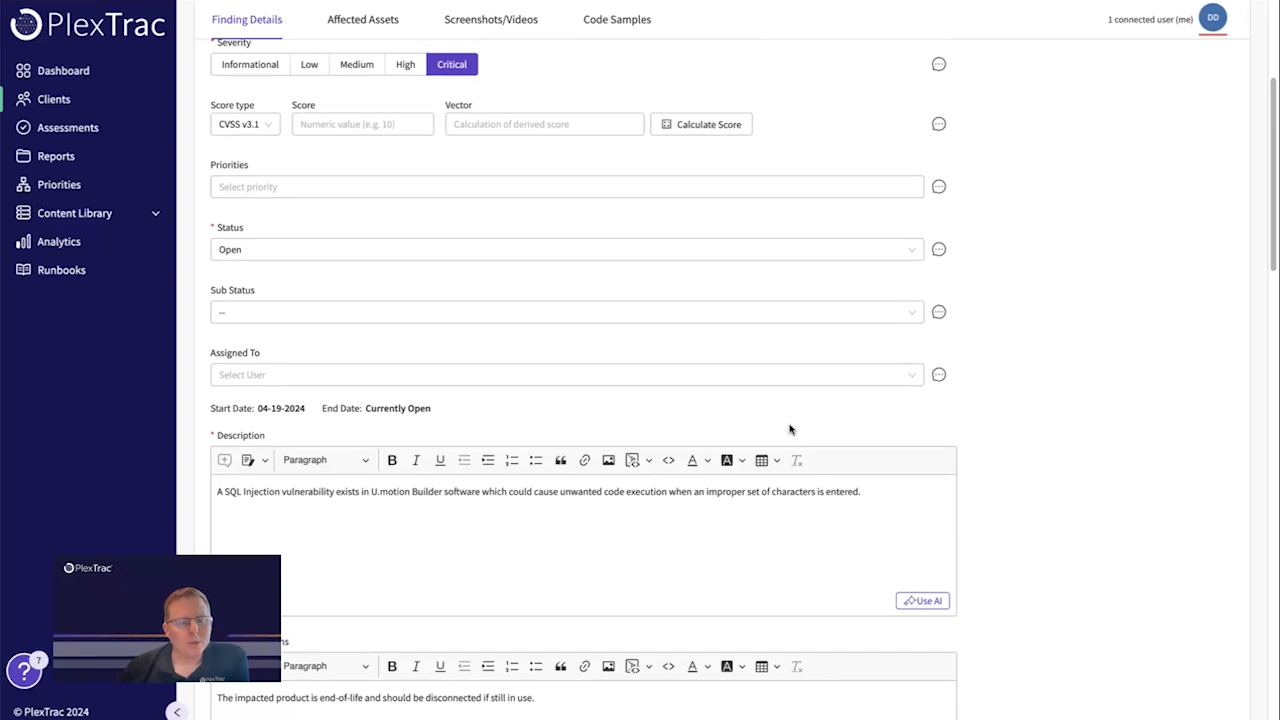 PlexTrac
Finding Details
Affected Assets
Screenshots/Videos
Code Samples
1 connected user (me)
DD
* Severity
Informational
Low
Medium
High
Critical
Score type
Score
Vector
CVSS v3.1
Numeric value (e.g. 10)
Calculation of derived score
Calculate Score
Priorities
Select priority
* Status
Open
Sub Status
--
Assigned To
Select User
Start Date: 04-19-2024 End Date: Currently Open
* Description
Paragraph
A SQL Injection vulnerability exists in U.motion Builder software which could cause unwanted code execution when an improper set of characters is entered.
Use AI
ns
Paragraph
The impacted product is end-of-life and should be disconnected if still in use.
Dashboard
Clients
Assessments
Reports
Priorities
Content Library
Analytics
Runbooks
PlexTrac
PlexTrac
?
7
© PlexTrac 2024